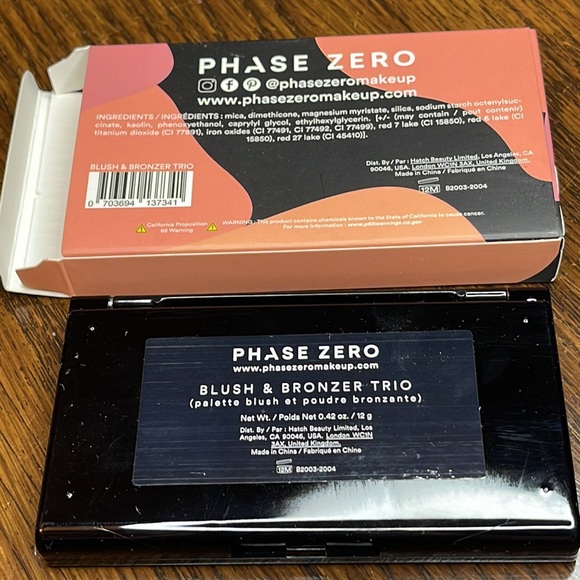 PHASE ZERO
@phasezeromakeup
www.phasezeromakeup.com
INGREDIENTS / INGRÉDIENTS : mica, dimethicone, magnesium myristate, silica, sodium starch octenylsuc-
cinate, kaolin, phenoxyethanol, caprylyl glycol, ethylhexylglycerin. [+/- (may contain / peut contenir)
titanium dioxide (CI 77891), iron oxides (CI 77491, CI 77492, CI 77499), red 7 lake (CI 15850), red 6 lake (CI
15850), red 27 lake (CI 45410)].
BLUSH & BRONZER TRIO
0 703694 137341
Dist. By / Par : Hatch Beauty Limited, Los Angeles, CA
90046, USA. London WC1N 3AX, United Kingdom.
Made in China / Fabriqué en Chine
12M B2003-2004
California Proposition
65 Warning
WARNING: This product contains chemicals known to the State of California to cause cancer.
For more information: www.p65warnings.ca.gov
PHASE ZERO
www.phasezeromakeup.com
BLUSH & BRONZER TRIO
(palette blush et poudre bronzante)
Net Wt. / Poids Net 0.42 oz. / 12 g
Dist. By / Par : Hatch Beauty Limited, Los
Angeles, CA 90046, USA. London WC1N
3AX, United Kingdom.
Made in China / Fabriqué en Chine
12M B2003-2004